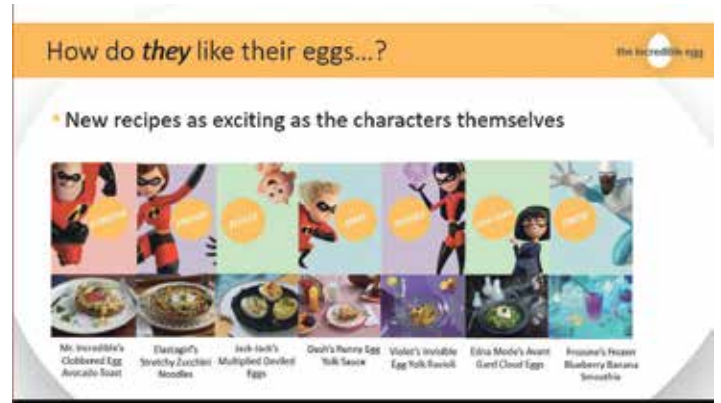 How do they like their eggs...?
the incredible egg
New recipes as exciting as the characters themselves
Mr. Incredible's
Clobbered Egg
Avocado Toast
Elastigirl's
Stretchy Zucchini
Noodles
Jack-Jack's
Multiplied Deviled
Eggs
Dash's Runny Egg
Yolk Sauce
Violet's Invisible
Egg Yolk Ravioli
Edna Mode's Avant
Gard Cloud Eggs
Frozone's Frozen
Blueberry Banana
Smoothie